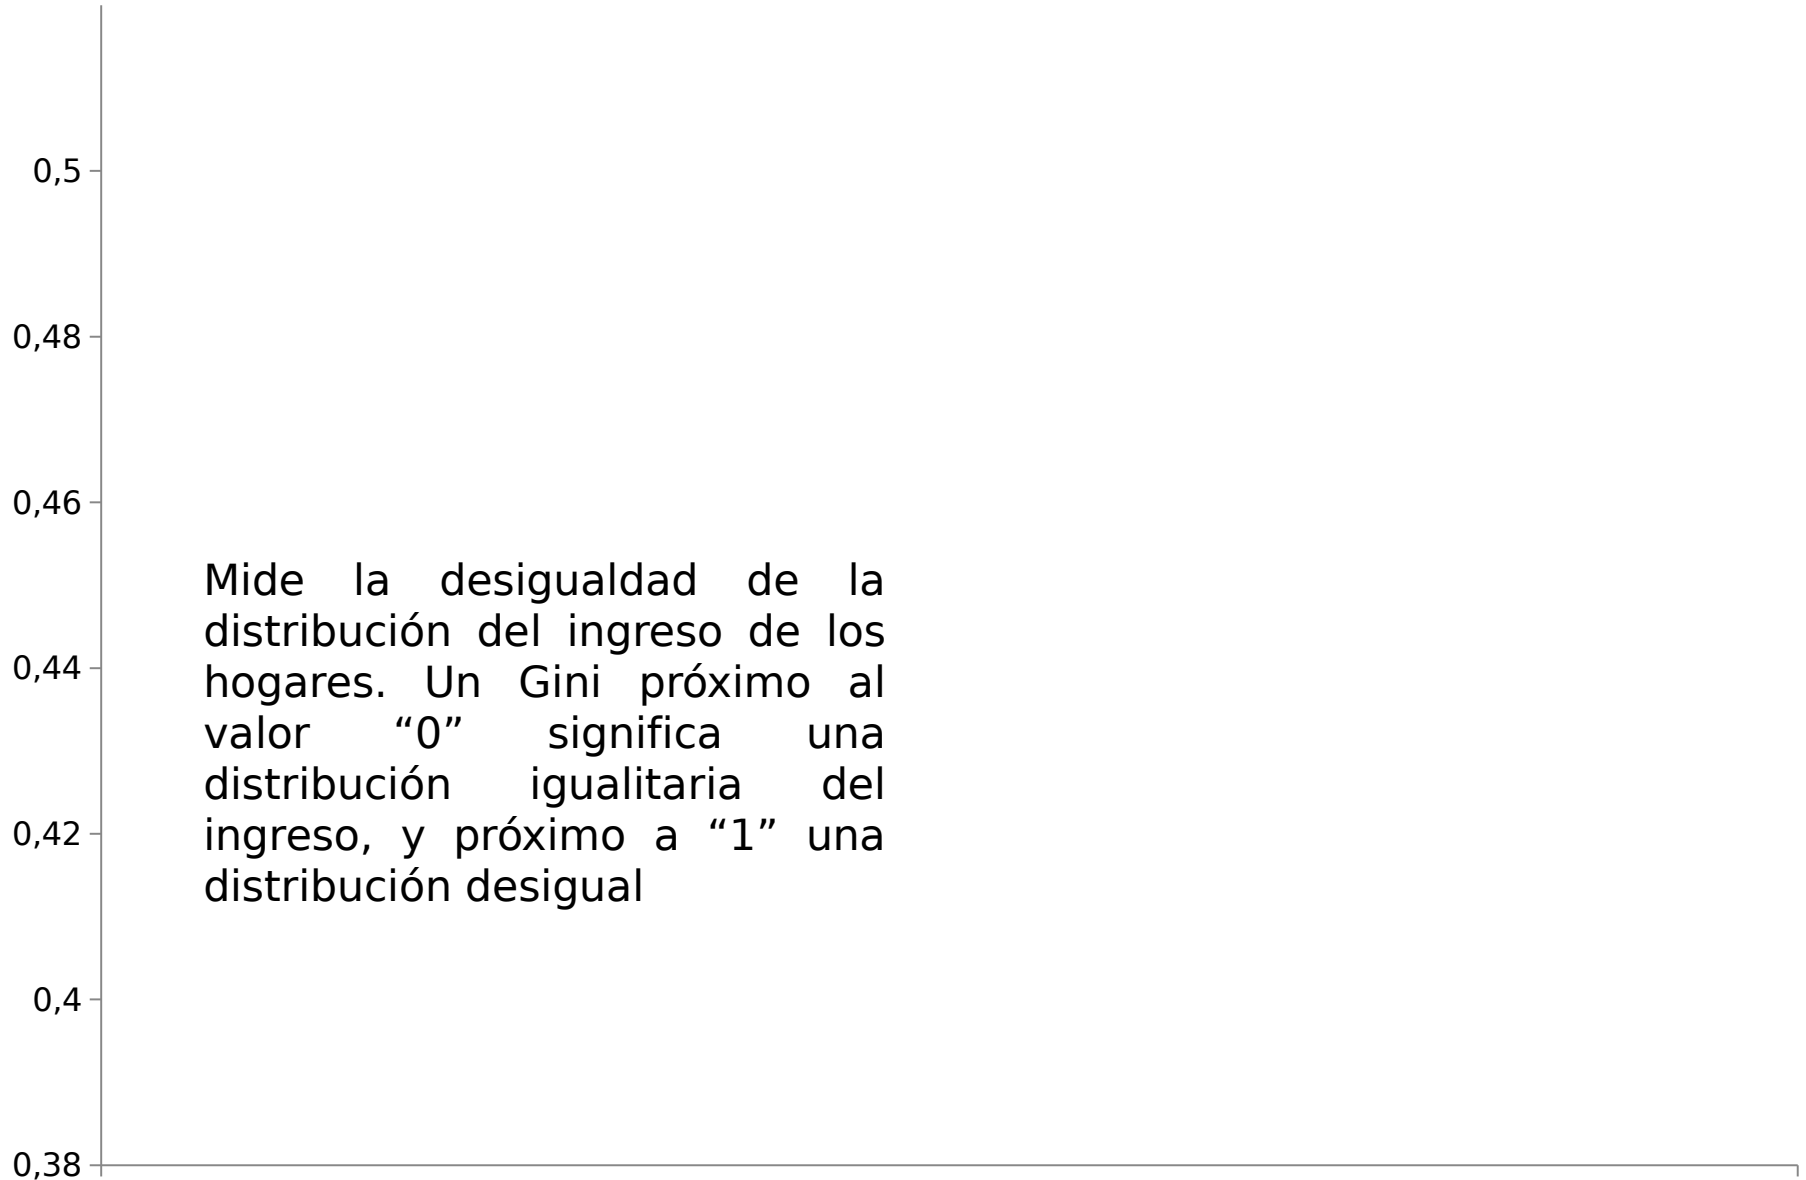 0,5
0,48
0,46
Mide la desigualdad de la
distribución del ingreso de los
hogares. Un Gini próximo al
valor “0” significa una
distribución igualitaria del
ingreso, y próximo a “1” una
distribución desigual
0,44
0,42
0,4
0,38